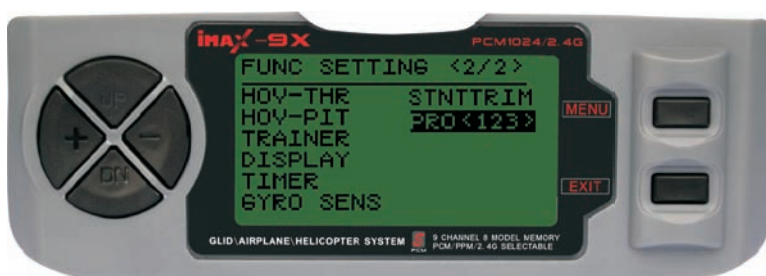 iMAX-9X PCM1024/2.4G
FUNC SETTING <2/2>
HOV-THR STNTTRIM
HOV-PIT PRO<123>
TRAINER
DISPLAY
TIMER
GYRO SENS
UP
+ -
DN
MENU
EXIT
GLID\AIRPLANE\HELICOPTER SYSTEM
PCM
9 CHANNEL 8 MODEL MEMORY
PCM/PPM/2.4G SELECTABLE